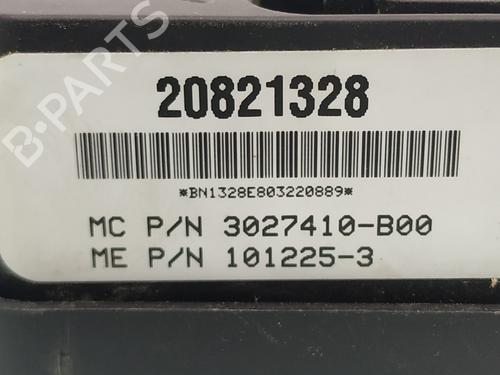 20821328
*BN1328E803220889*
MC P/N 3027410-B00
ME P/N 101225-3
B-PARTS